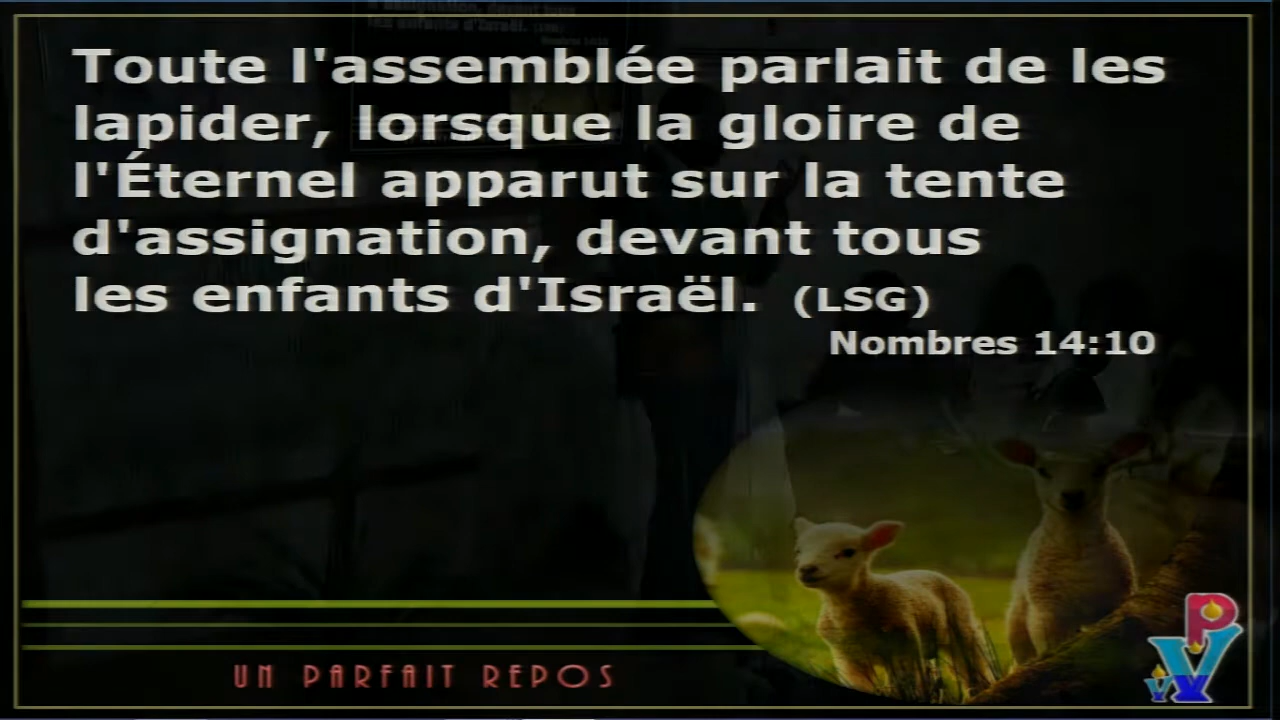 Toute l'assemblée parlait de les
lapider, lorsque la gloire de
l'Éternel apparut sur la tente
d'assignation, devant tous
les enfants d'Israël. (LSG)
Nombres 14:10
UN PARFAIT REPOS